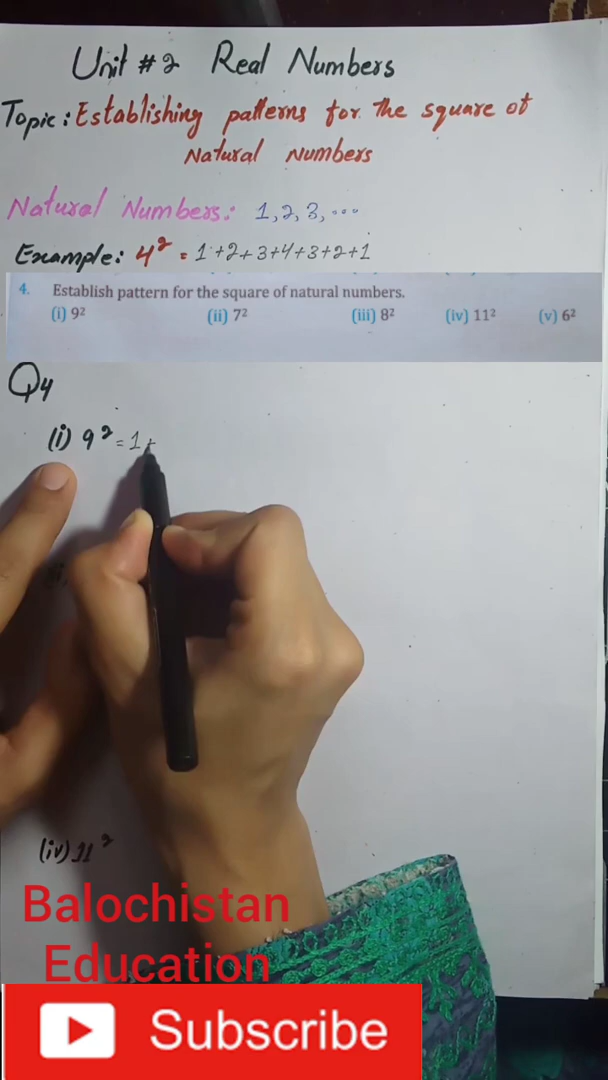 Unit # 2 Real Numbers
Topic: Establishing patterns for the square of
Natural Numbers
Natural Numbers: 1, 2, 3, ...
Example: 4² = 1+2+3+4+3+2+1
4. Establish pattern for the square of natural numbers.
(i) 9² (ii) 7² (iii) 8² (iv) 11² (v) 6²
Q4
(i) 9² = 1+
(iv) 11²
Balochistan
Education
Subscribe